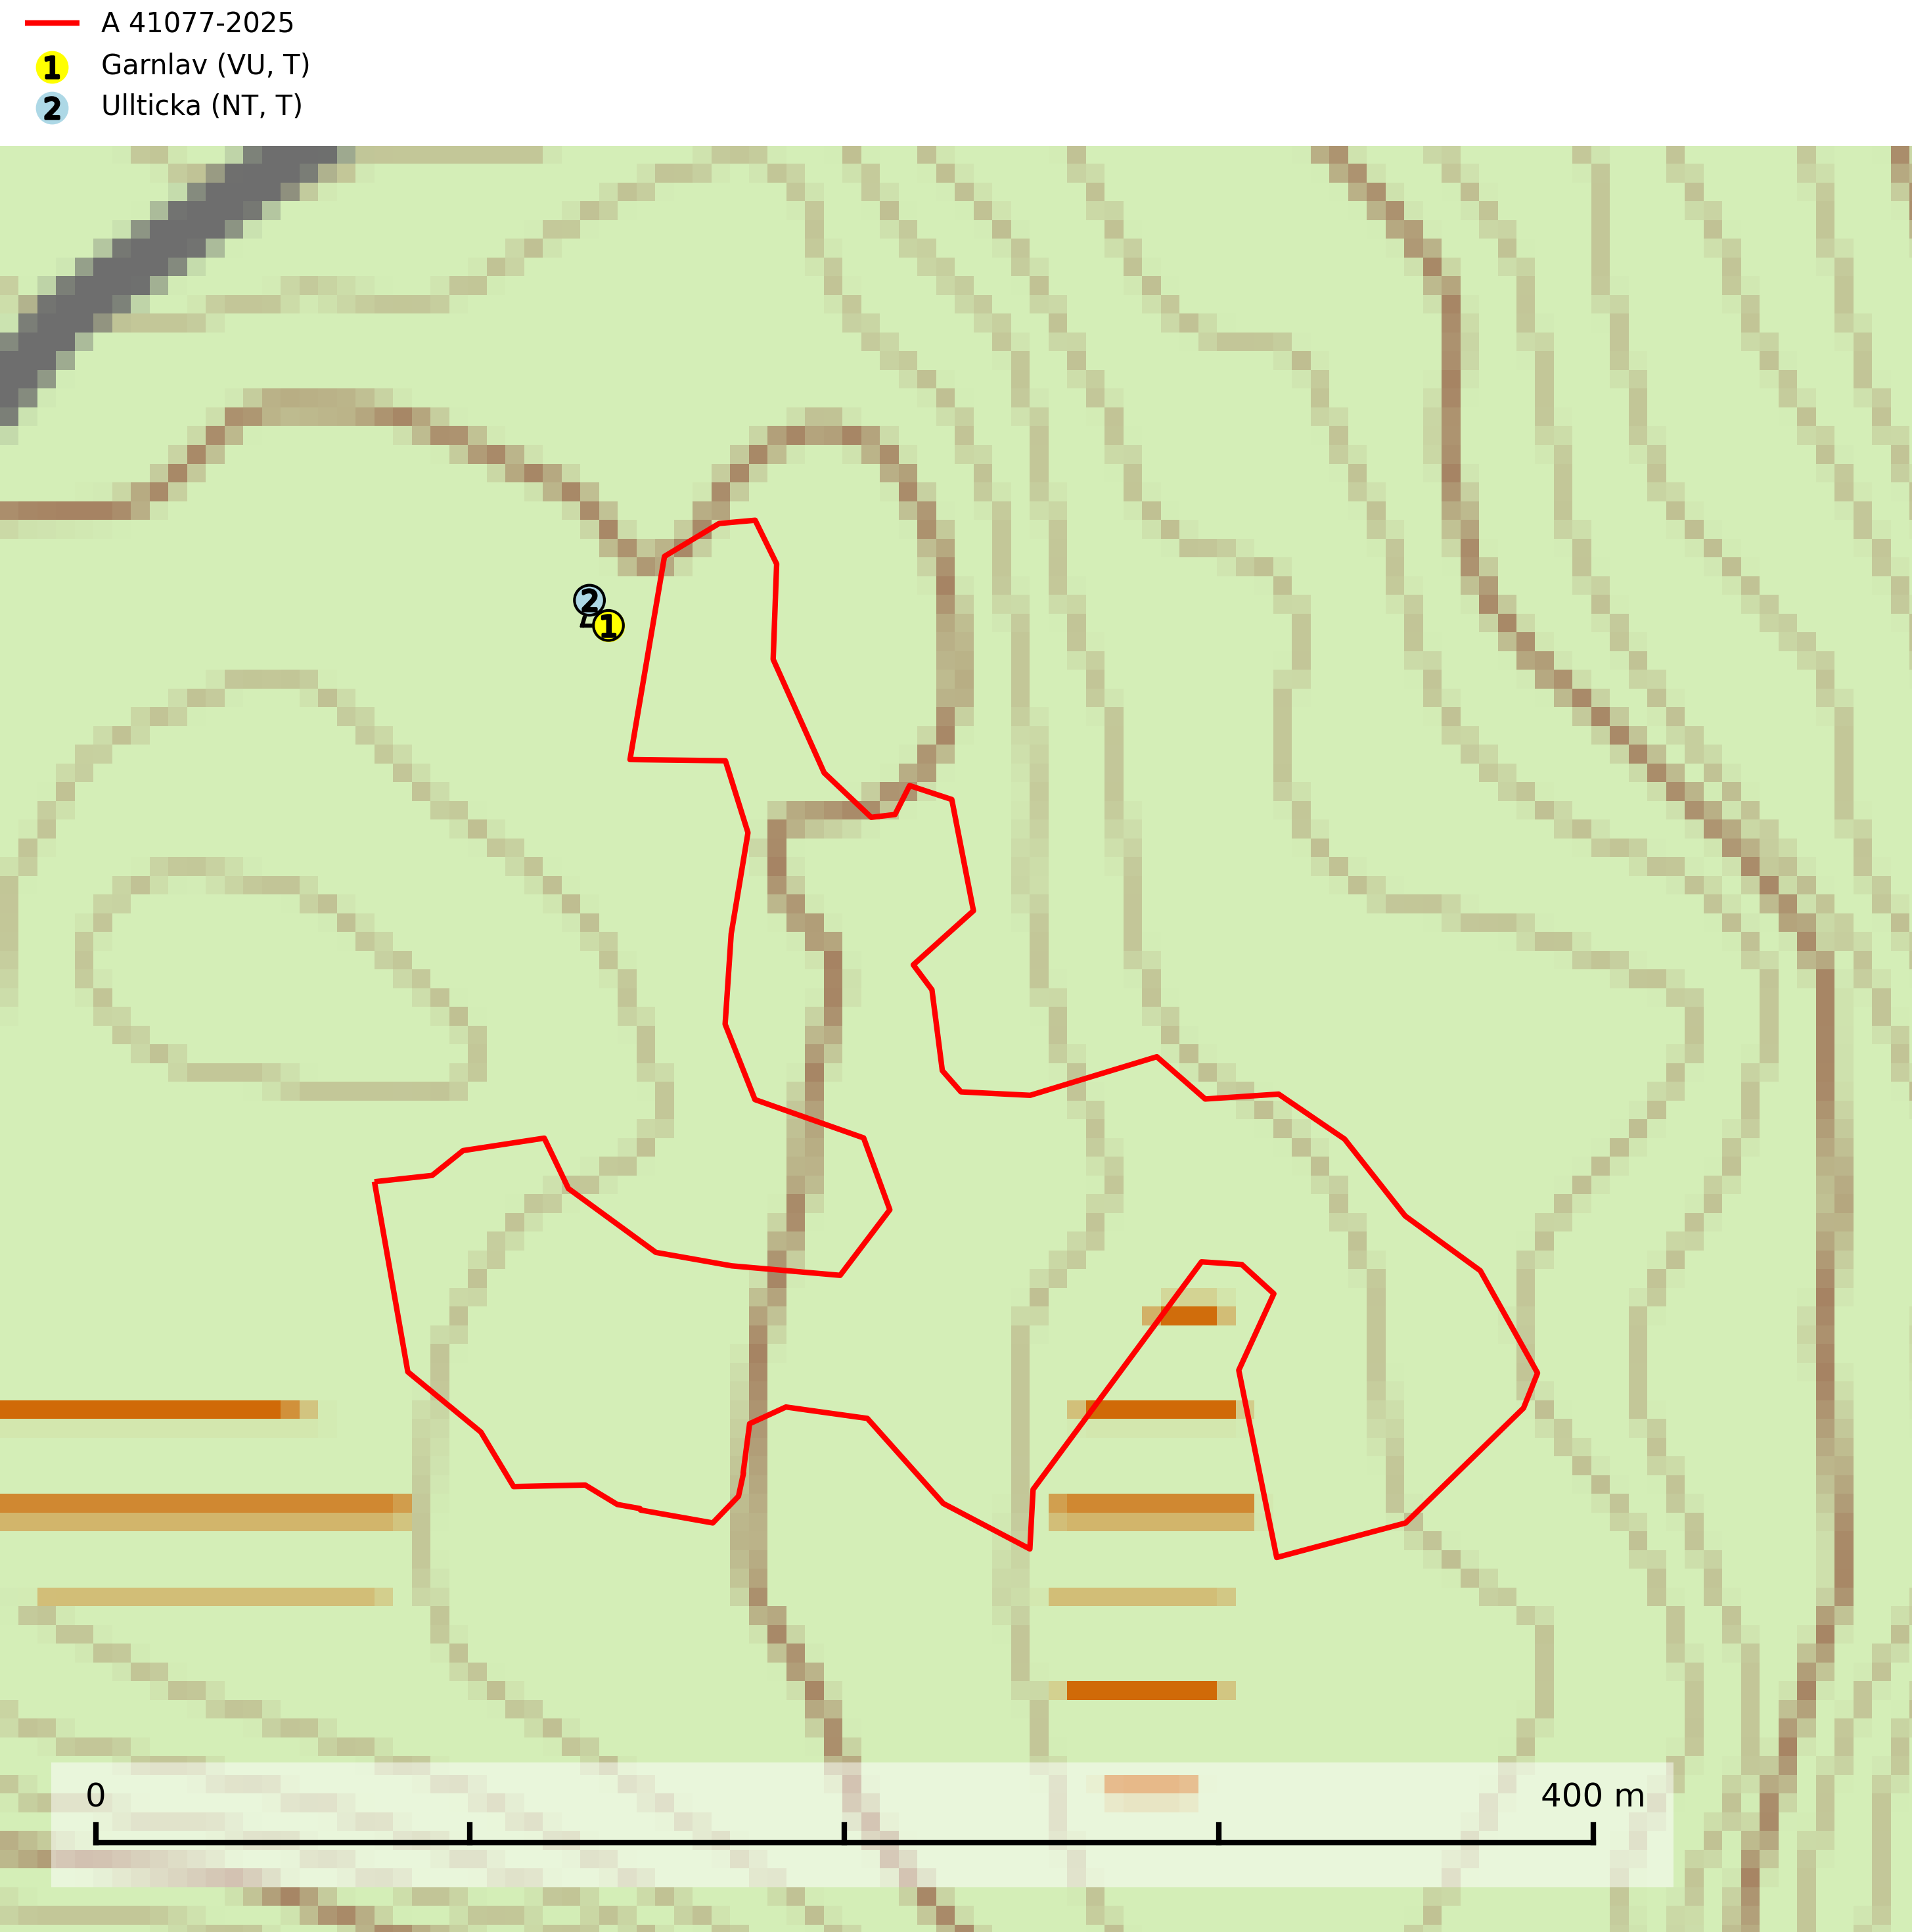 A 41077-2025
1 Garnlav (VU, T)
2 Ullticka (NT, T)
2
1
0 400 m